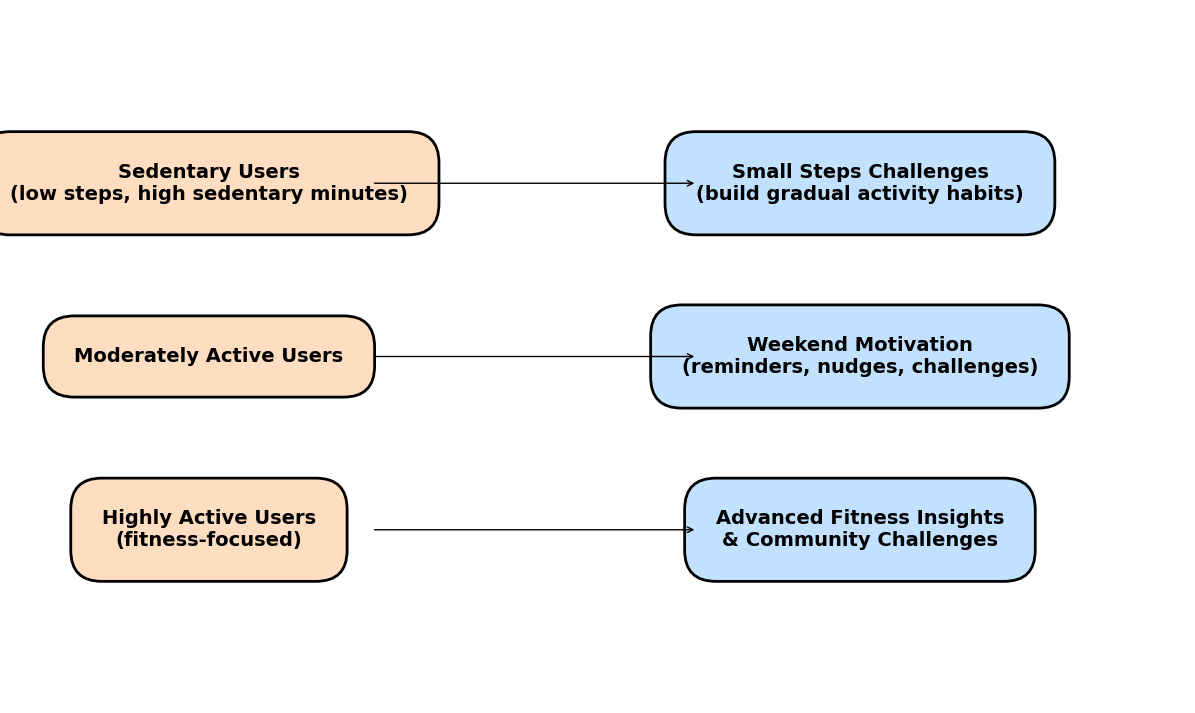 Sedentary Users
(low steps, high sedentary minutes)
Small Steps Challenges
(build gradual activity habits)
Moderately Active Users
Weekend Motivation
(reminders, nudges, challenges)
Highly Active Users
(fitness-focused)
Advanced Fitness Insights
& Community Challenges